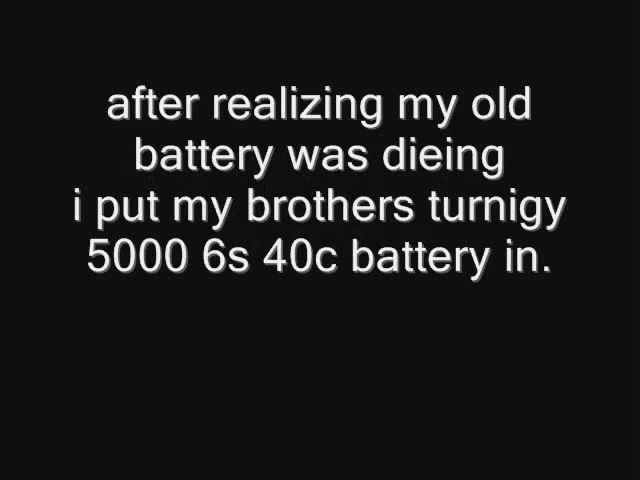 after realizing my old
battery was dieing
i put my brothers turnigy
5000 6s 40c battery in.